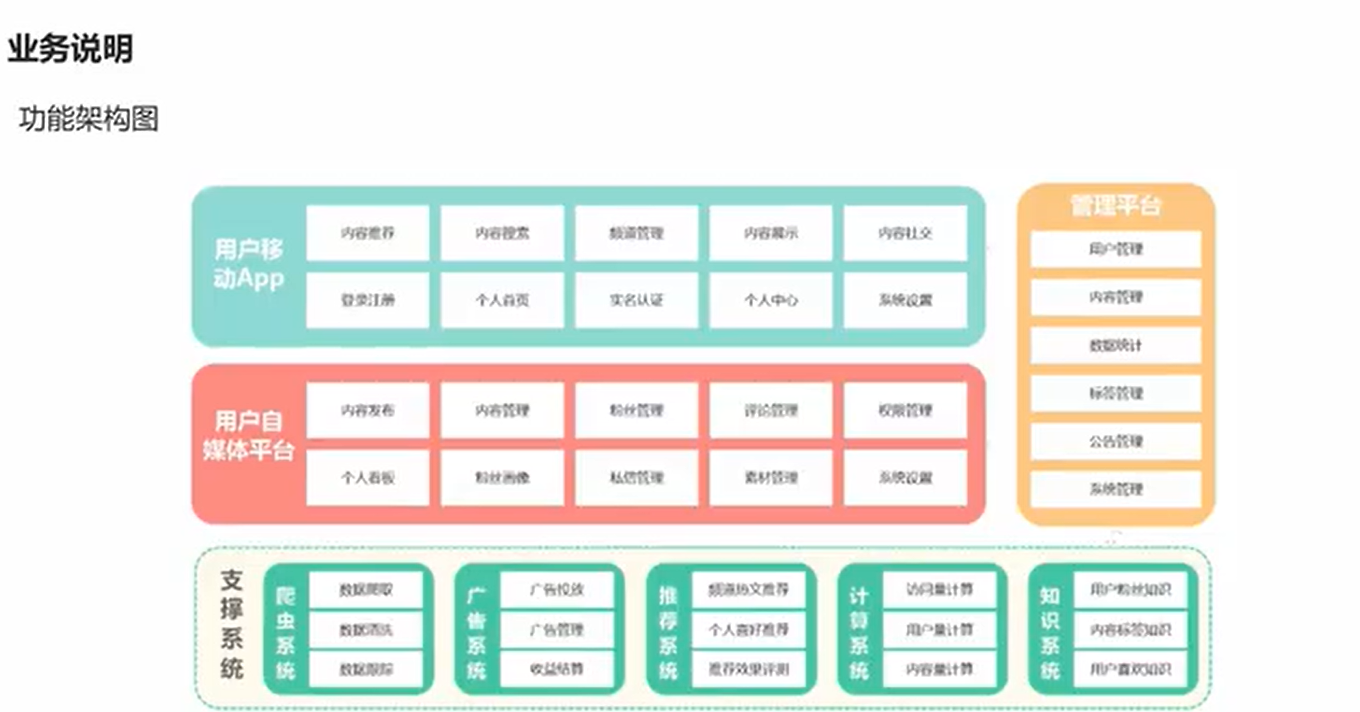 业务说明
功能架构图
用户移
动App
内容推荐
内容搜索
频道管理
内容展示
内容社交
登录注册
个人首页
实名认证
个人中心
系统设置
用户自
媒体平台
内容发布
内容管理
粉丝管理
评论管理
权限管理
个人看板
粉丝画像
私信管理
素材管理
系统设置
管理平台
用户管理
内容管理
数据统计
标签管理
公告管理
系统管理
支撑系统
爬虫系统
数据爬取
数据清洗
数据跟踪
广告系统
广告投放
广告管理
收益结算
推荐系统
频道热文推荐
个人喜好推荐
推荐效果评测
计算系统
访问量计算
用户量计算
内容量计算
知识系统
用户粉丝知识
内容标签知识
用户喜欢知识